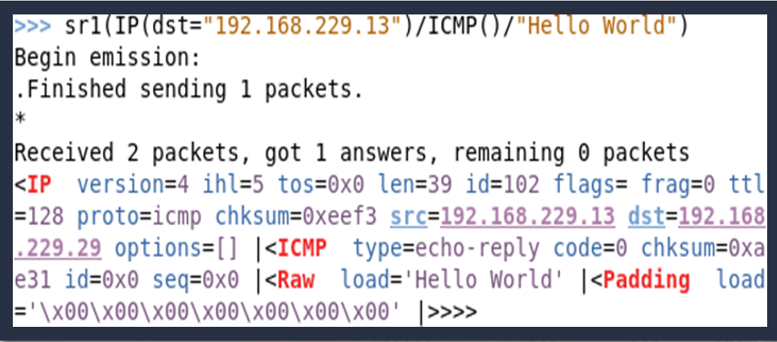 >>> sr1(IP(dst="192.168.229.13")/ICMP()/"Hello World")
Begin emission:
.Finished sending 1 packets.
*
Received 2 packets, got 1 answers, remaining 0 packets
<IP  version=4 ihl=5 tos=0x0 len=39 id=102 flags= frag=0 ttl
=128 proto=icmp chksum=0xeef3 src=192.168.229.13 dst=192.168
.229.29 options=[] |<ICMP  type=echo-reply code=0 chksum=0xa
e31 id=0x0 seq=0x0 |<Raw  load='Hello World' |<Padding  load
='\x00\x00\x00\x00\x00\x00\x00' |>>>>